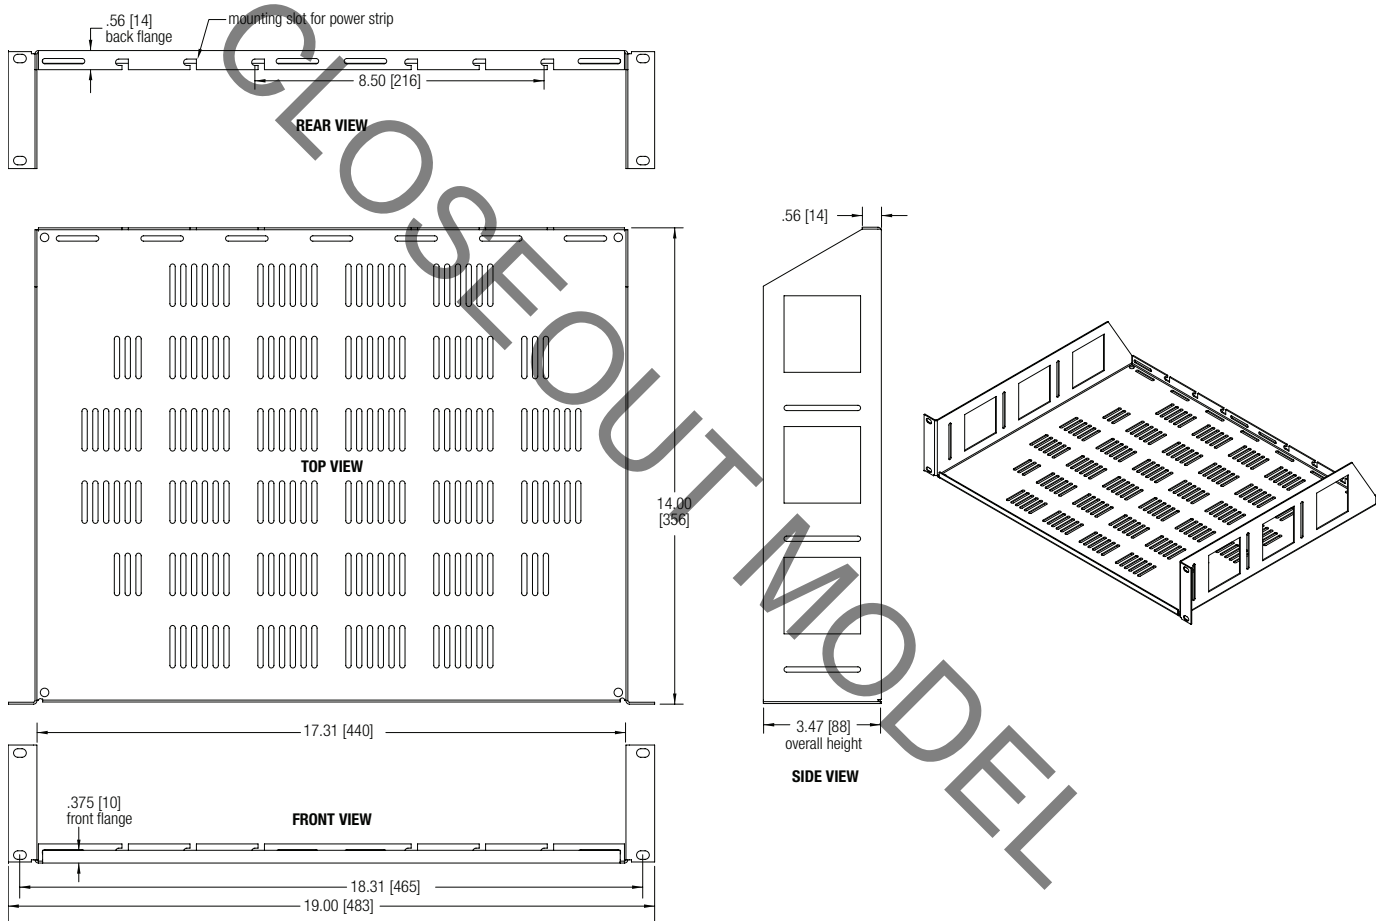 .56 [14]
back flange
mounting slot for power strip
8.50 [216]
REAR VIEW
.56 [14]
TOP VIEW
14.00
[356]
17.31 [440]
3.47 [88]
overall height
SIDE VIEW
.375 [10]
front flange
FRONT VIEW
18.31 [465]
19.00 [483]
CLOSEOUT MODEL